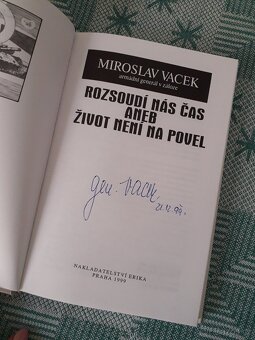 MIROSLAV VACEK
armádní generál v záloze
ROZSOUDÍ NÁS ČAS
ANEB
ŽIVOT NENÍ NA POVEL
gen. Vacek
NAKLADATELSTVÍ ERIKA
PRAHA 1999